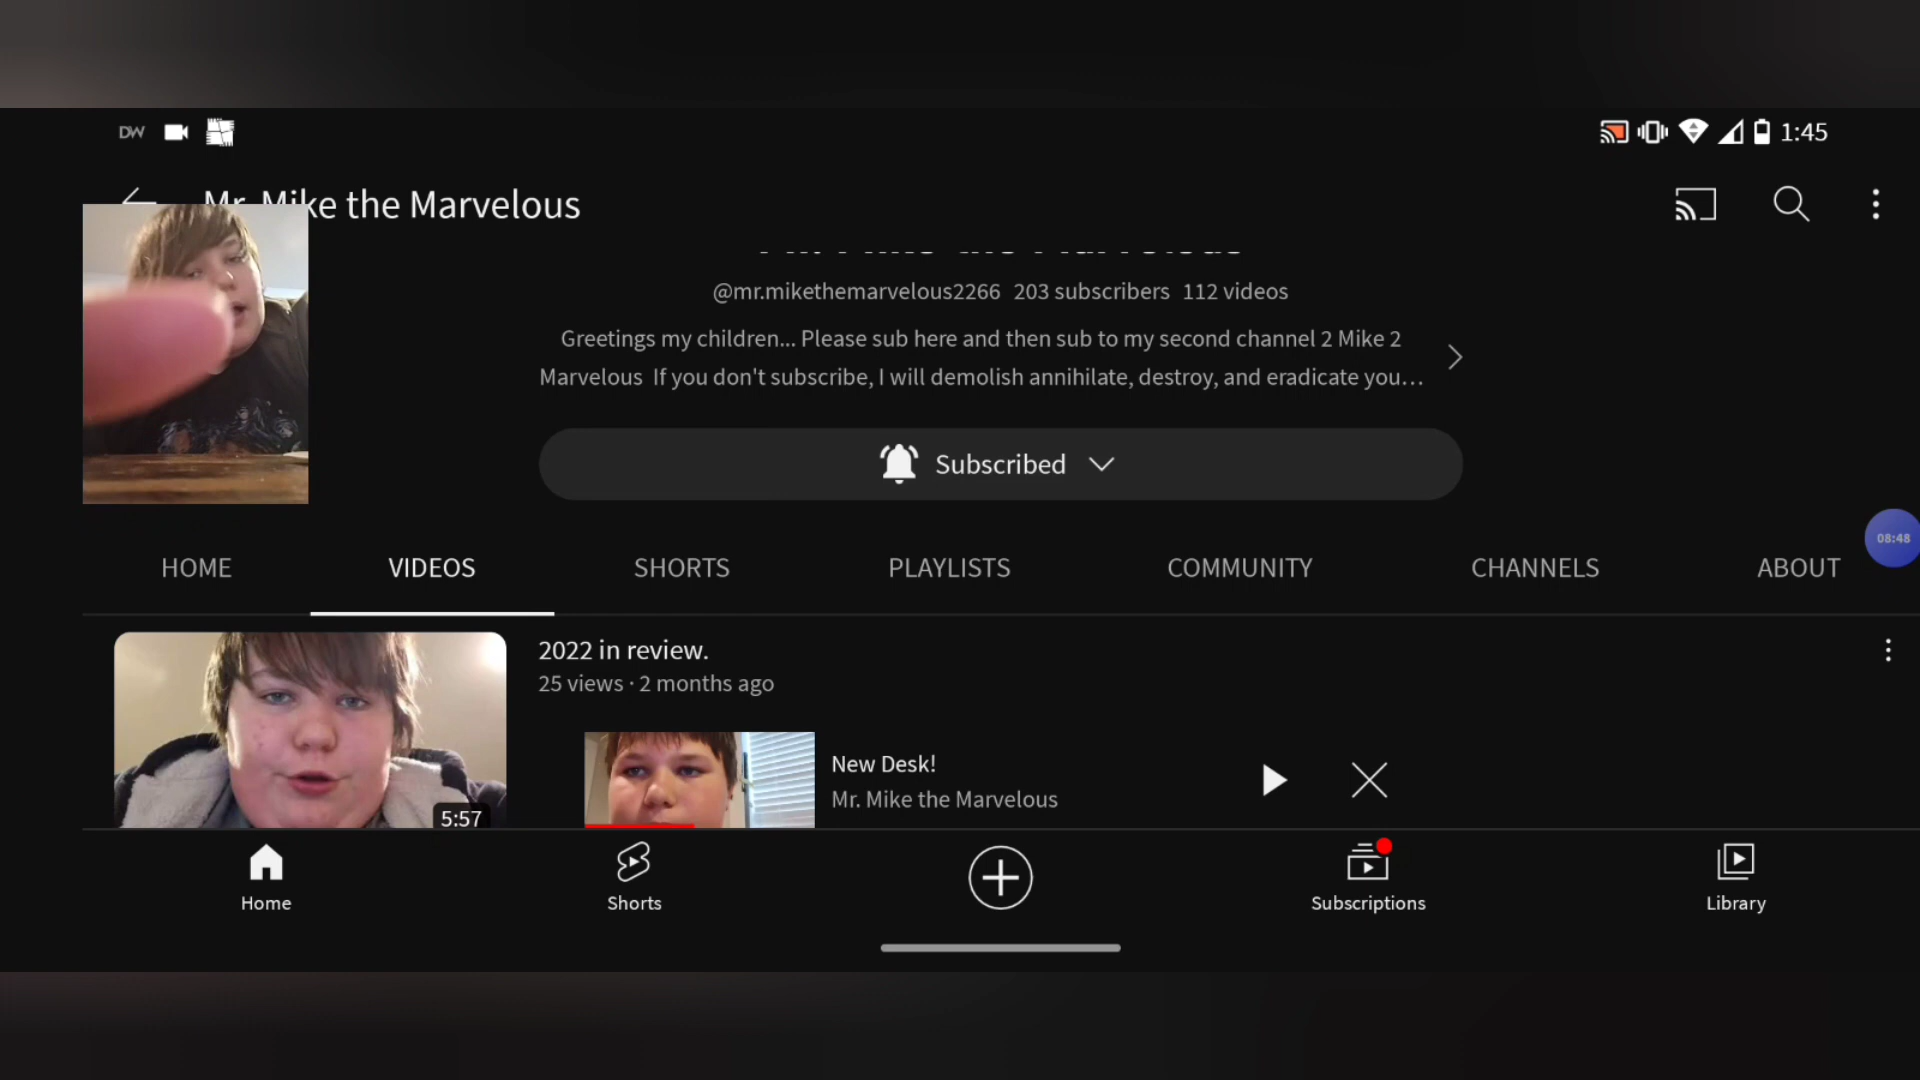 DW
1:45
Mr. Mike the Marvelous
@mr.mikethemarvelous2266 203 subscribers 112 videos
Greetings my children... Please sub here and then sub to my second channel 2 Mike 2
Marvelous If you don't subscribe, I will demolish annihilate, destroy, and eradicate you...
Subscribed
08:48
HOME VIDEOS SHORTS PLAYLISTS COMMUNITY CHANNELS ABOUT
2022 in review.
25 views · 2 months ago
5:57
New Desk!
Mr. Mike the Marvelous
Home Shorts Subscriptions Library